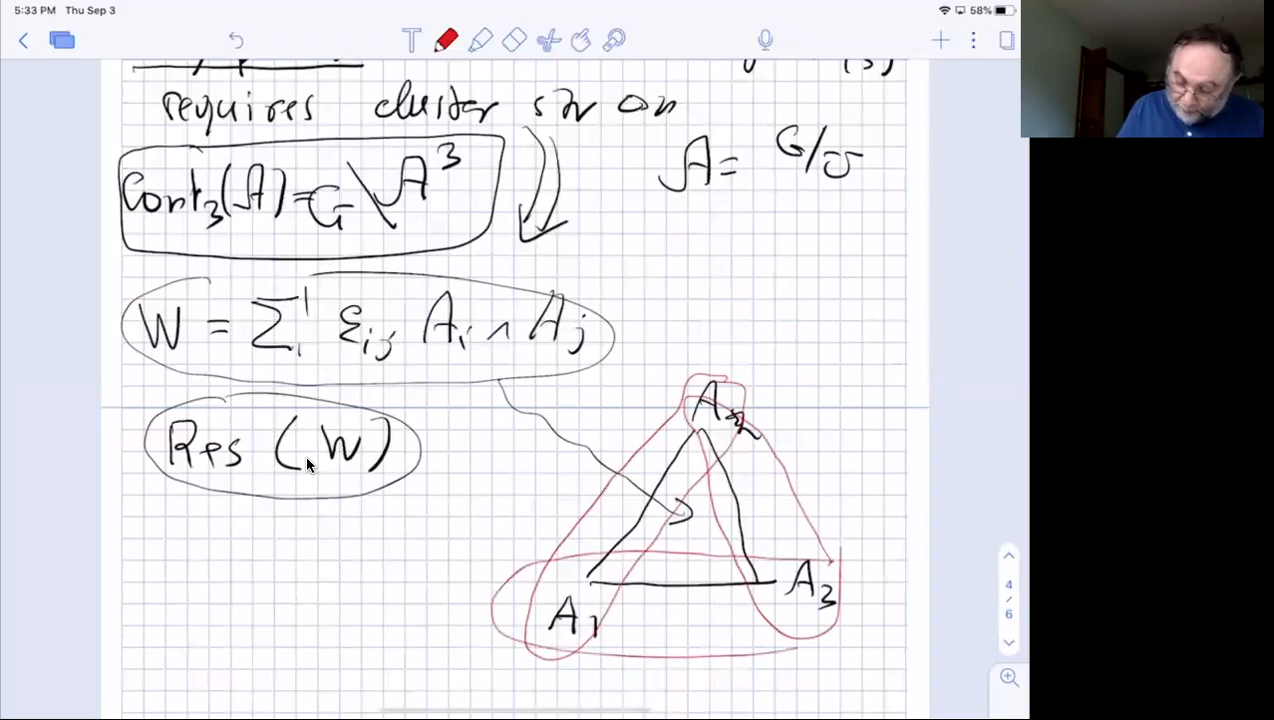 5:33 PM Thu Sep 3
58%
requires cluster str on
Conf₃(A) = G\A³
A = G/U
W = Σ εᵢⱼ Aᵢ ∧ Aⱼ
Res (W)
A₂
A₁
A₃
4
/
6